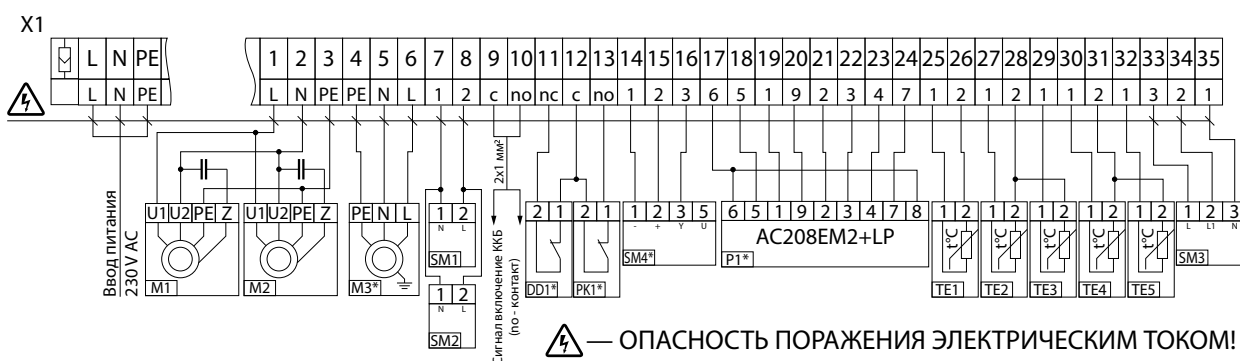 X1
L N PE 1 2 3 4 5 6 7 8 9 10 11 12 13 14 15 16 17 18 19 20 21 22 23 24 25 26 27 28 29 30 31 32 33 34 35
L N PE L N PE PE N L 1 2 c no nc c no 1 2 3 6 5 1 9 2 3 4 7 1 2 1 2 1 1 2 1 3 2 1
Ввод питания
230 V AC
U1 U2 PE Z
M1
U1 U2 PE Z
M2
PE N L
M3*
1 2
N L
SM1
1 2
N L
SM2
2x1 mm²
Сигнал включение ККБ
(no - контакт)
2 1
DD1*
2 1
PK1*
1 2 3 5
- + Y U
SM4*
6 5 1 9 2 3 4 7 8
AC208EM2+LP
P1*
1 2
t°C
TE1
1 2
t°C
TE2
1 2
t°C
TE3
1 2
t°C
TE4
1 2
t°C
TE5
1 2 3
L L1 N
SM3
— ОПАСНОСТЬ ПОРАЖЕНИЯ ЭЛЕКТРИЧЕСКИМ ТОКОМ!